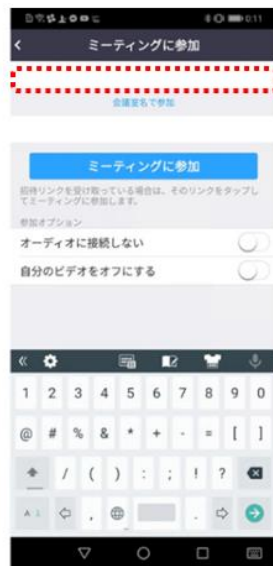 0:11
ミーティングに参加
会議室名で参加
ミーティングに参加
招待リンクを受け取っている場合は、そのリンクをタップし
てミーティングに参加します。
参加オプション
オーディオに接続しない
自分のビデオをオフにする
1 2 3 4 5 6 7 8 9 0
@ # % & * + - = [ ]
/ ( ) : ; ! ?
A 1 , .